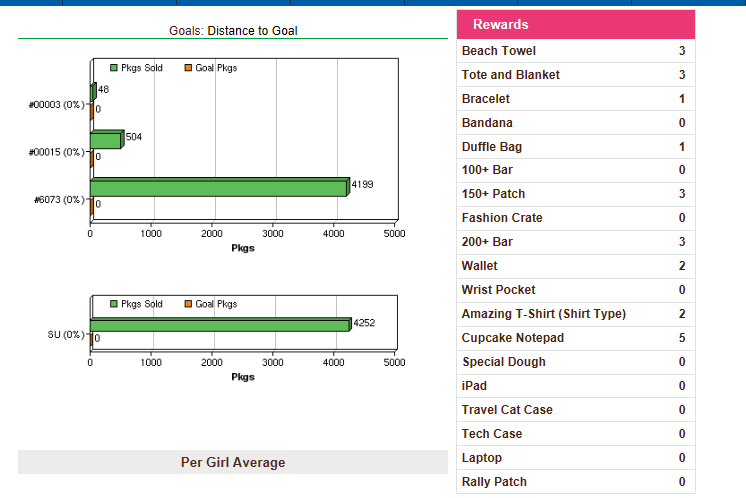 Goals: Distance to Goal
Pkgs Sold Goal Pkgs
#00003 (0%) 48 0
#00015 (0%) 504 0
#6073 (0%) 4199 0
0 1000 2000 3000 4000 5000
Pkgs
Pkgs Sold Goal Pkgs
SU (0%) 4252 0
0 1000 2000 3000 4000 5000
Pkgs
Per Girl Average
Rewards
Beach Towel 3
Tote and Blanket 3
Bracelet 1
Bandana 0
Duffle Bag 1
100+ Bar 0
150+ Patch 3
Fashion Crate 0
200+ Bar 3
Wallet 2
Wrist Pocket 0
Amazing T-Shirt (Shirt Type) 2
Cupcake Notepad 5
Special Dough 0
iPad 0
Travel Cat Case 0
Tech Case 0
Laptop 0
Rally Patch 0